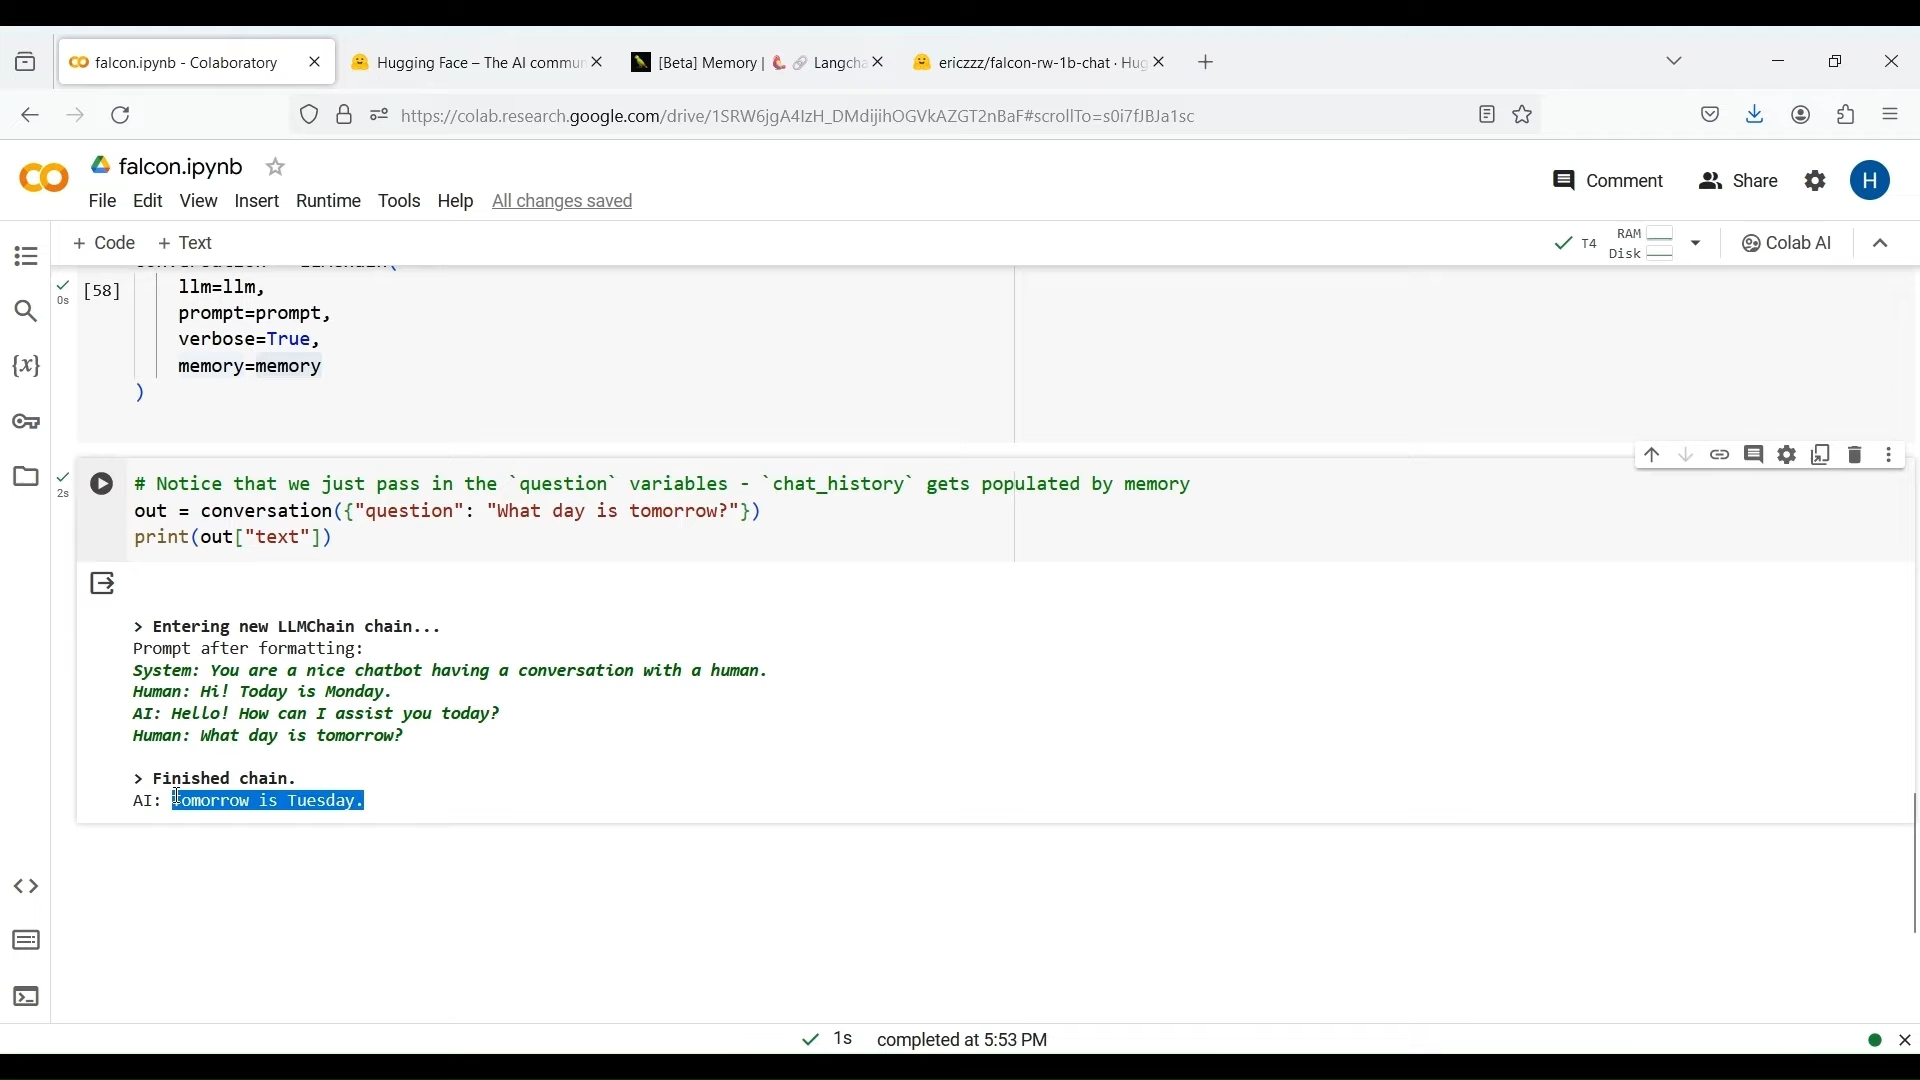 falcon.ipynb - Colaboratory
Hugging Face – The AI commun
[Beta] Memory | Langcha
ericzzz/falcon-rw-1b-chat · Hug
https://colab.research.google.com/drive/1SRW6jgA4IzH_DMdijihOGVkAZGT2nBaF#scrollTo=s0i7fJBJa1sc
falcon.ipynb
Comment
Share
H
File Edit View Insert Runtime Tools Help All changes saved
+ Code + Text
T4
RAM
Disk
Colab AI
0s
[58]
llm=llm,
prompt=prompt,
verbose=True,
memory=memory
)
2s
# Notice that we just pass in the `question` variables - `chat_history` gets populated by memory
out = conversation({"question": "What day is tomorrow?"})
print(out["text"])
> Entering new LLMChain chain...
Prompt after formatting:
System: You are a nice chatbot having a conversation with a human.
Human: Hi! Today is Monday.
AI: Hello! How can I assist you today?
Human: What day is tomorrow?
> Finished chain.
AI: Tomorrow is Tuesday.
1s completed at 5:53 PM